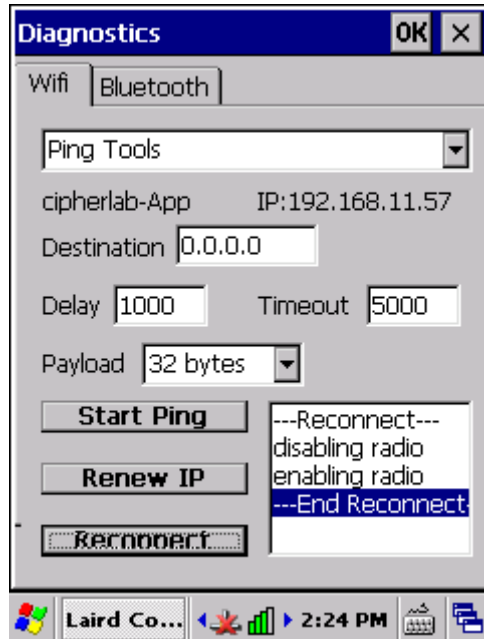 Diagnostics OK
Wifi Bluetooth
Ping Tools
cipherlab-App IP:192.168.11.57
Destination 0.0.0.0
Delay 1000 Timeout 5000
Payload 32 bytes
Start Ping
Renew IP
Reconnect
---Reconnect---
disabling radio
enabling radio
---End Reconnect-
Laird Co... 2:24 PM